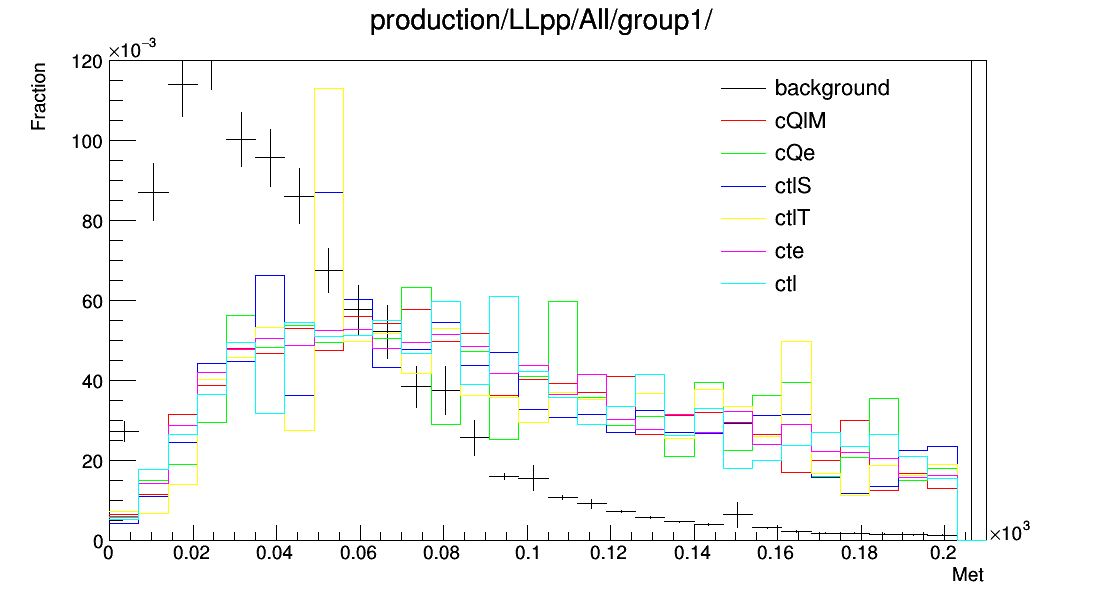 production/LLpp/All/group1/
×10⁻³
Fraction
120
100
80
60
40
20
0
background
cQlM
cQe
ctlS
ctlT
cte
ctl
0 0.02 0.04 0.06 0.08 0.1 0.12 0.14 0.16 0.18 0.2
×10³
Met